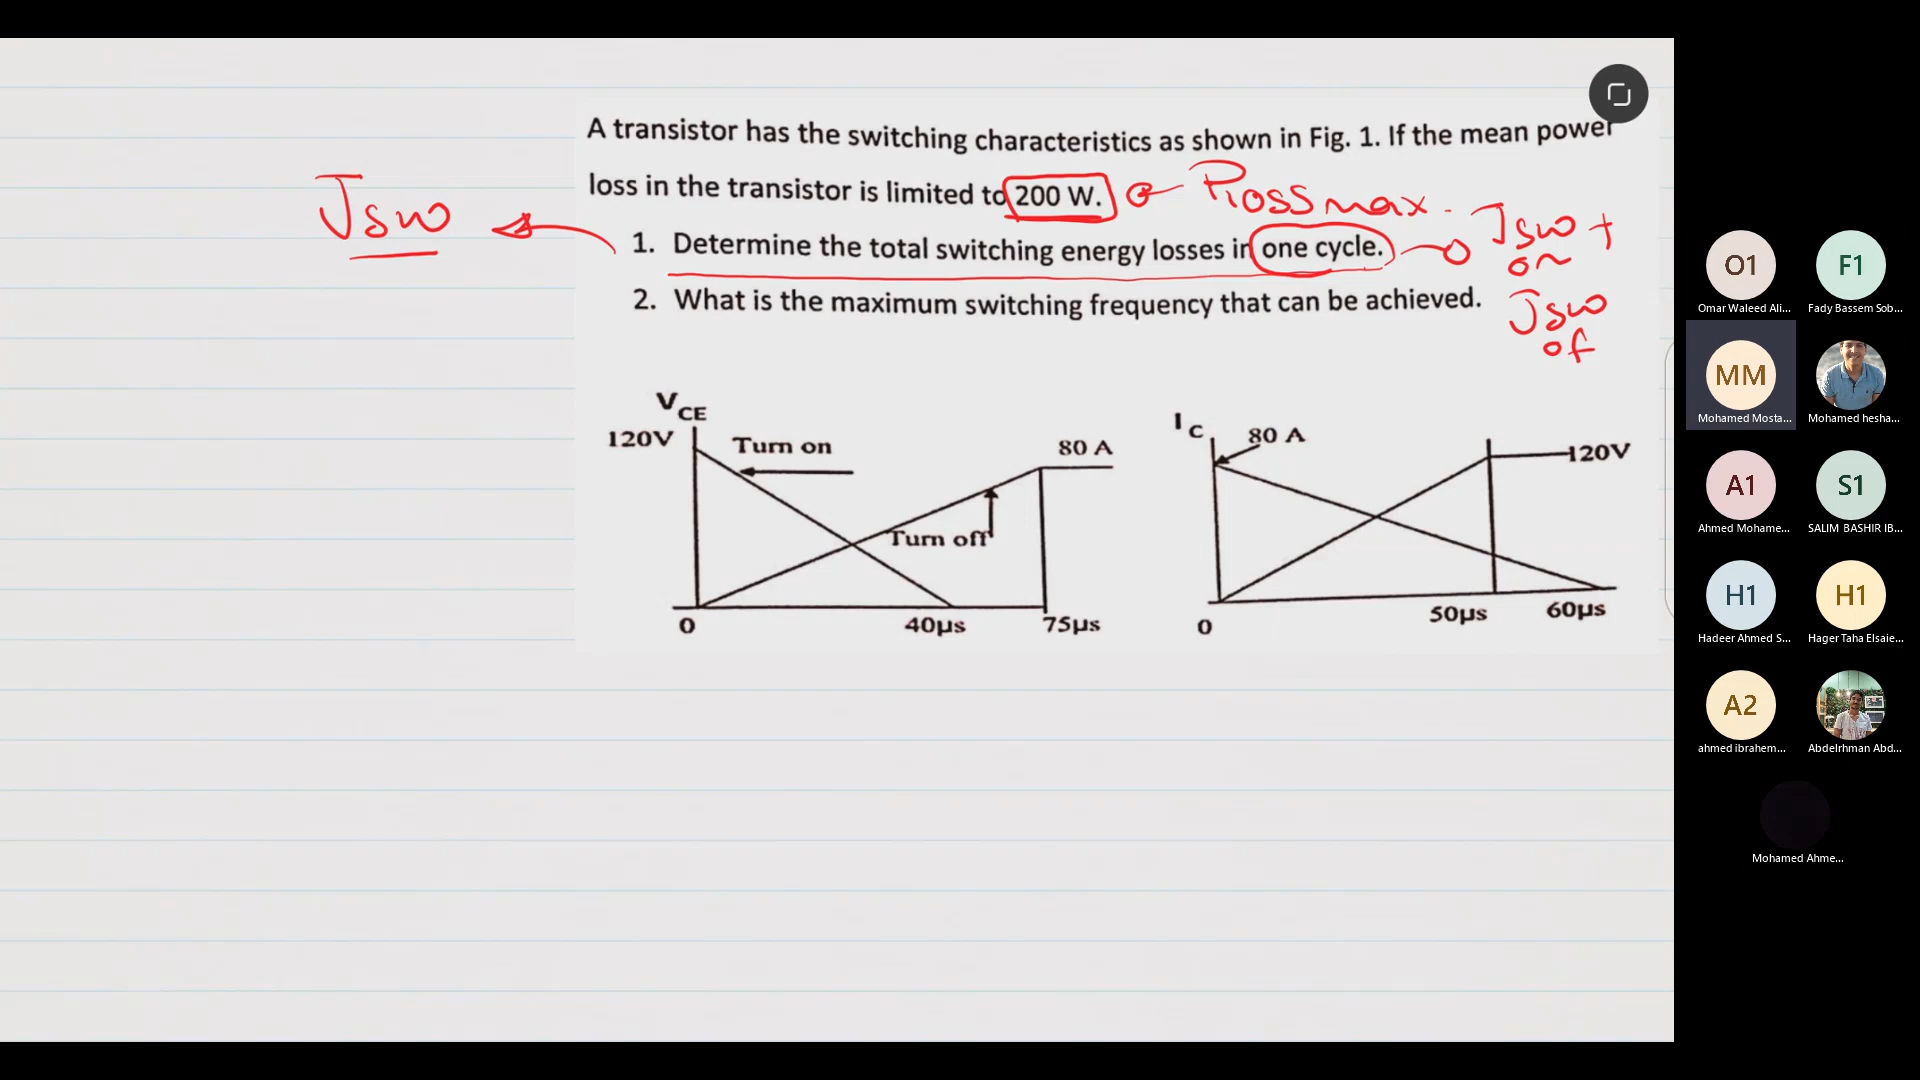 A transistor has the switching characteristics as shown in Fig. 1. If the mean power
loss in the transistor is limited to 200 W.
Ploss max.
1. Determine the total switching energy losses in one cycle.
Jsw
Jsw +
on
2. What is the maximum switching frequency that can be achieved.
Jsw
of
VCE
120V
Turn on
80 A
Turn off
0
40µs
75µs
IC
80 A
120V
0
50µs
60µs
O1
Omar Waleed Ali...
F1
Fady Bassem Sob...
MM
Mohamed Mosta...
Mohamed hesha...
A1
Ahmed Mohame...
S1
SALIM BASHIR IB...
H1
Hadeer Ahmed S...
H1
Hager Taha Elsaie...
A2
ahmed ibrahem...
Abdelrhman Abd...
Mohamed Ahme...